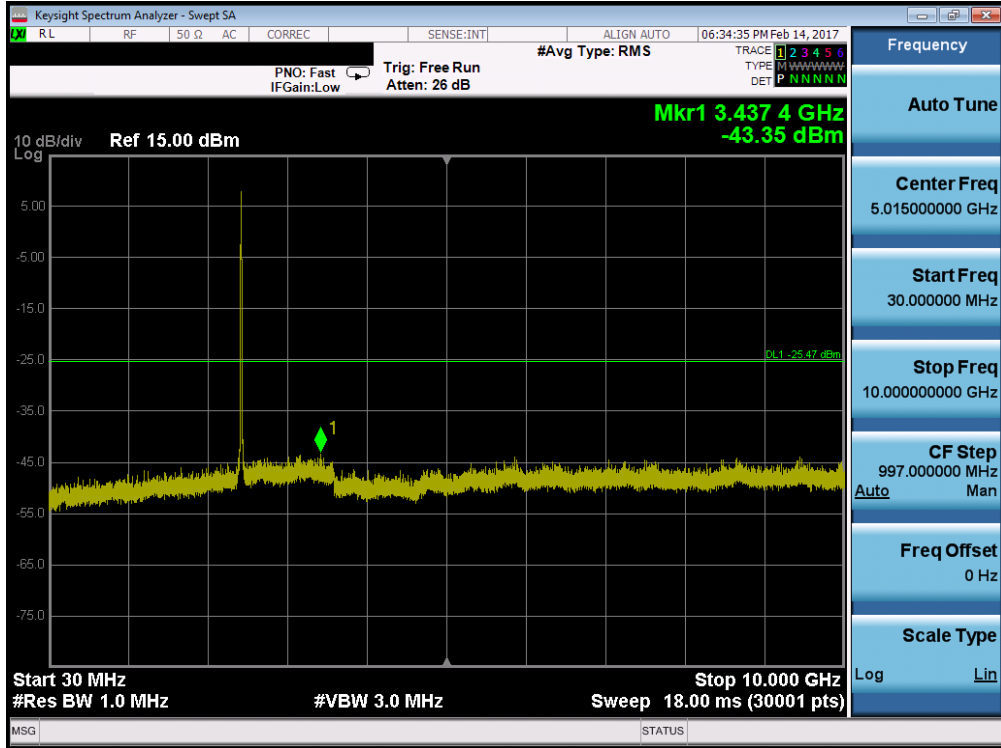 Keysight Spectrum Analyzer - Swept SA
LXI RL RF 50 Ω AC CORREC SENSE:INT ALIGN AUTO 06:34:35 PM Feb 14, 2017
#Avg Type: RMS
TRACE 1 2 3 4 5 6
PNO: Fast Trig: Free Run
TYPE M WWWWW
IFGain:Low Atten: 26 dB
DET P N N N N N
Mkr1 3.437 4 GHz
-43.35 dBm
10 dB/div Ref 15.00 dBm
Log
5.00
-5.00
-15.0
-25.0
DL1 -25.47 dBm
-35.0
1
-45.0
-55.0
-65.0
-75.0
Start 30 MHz Stop 10.000 GHz
#Res BW 1.0 MHz #VBW 3.0 MHz Sweep 18.00 ms (30001 pts)
MSG STATUS
Frequency
Auto Tune
Center Freq
5.015000000 GHz
Start Freq
30.000000 MHz
Stop Freq
10.000000000 GHz
CF Step
997.000000 MHz
Auto Man
Freq Offset
0 Hz
Scale Type
Log Lin